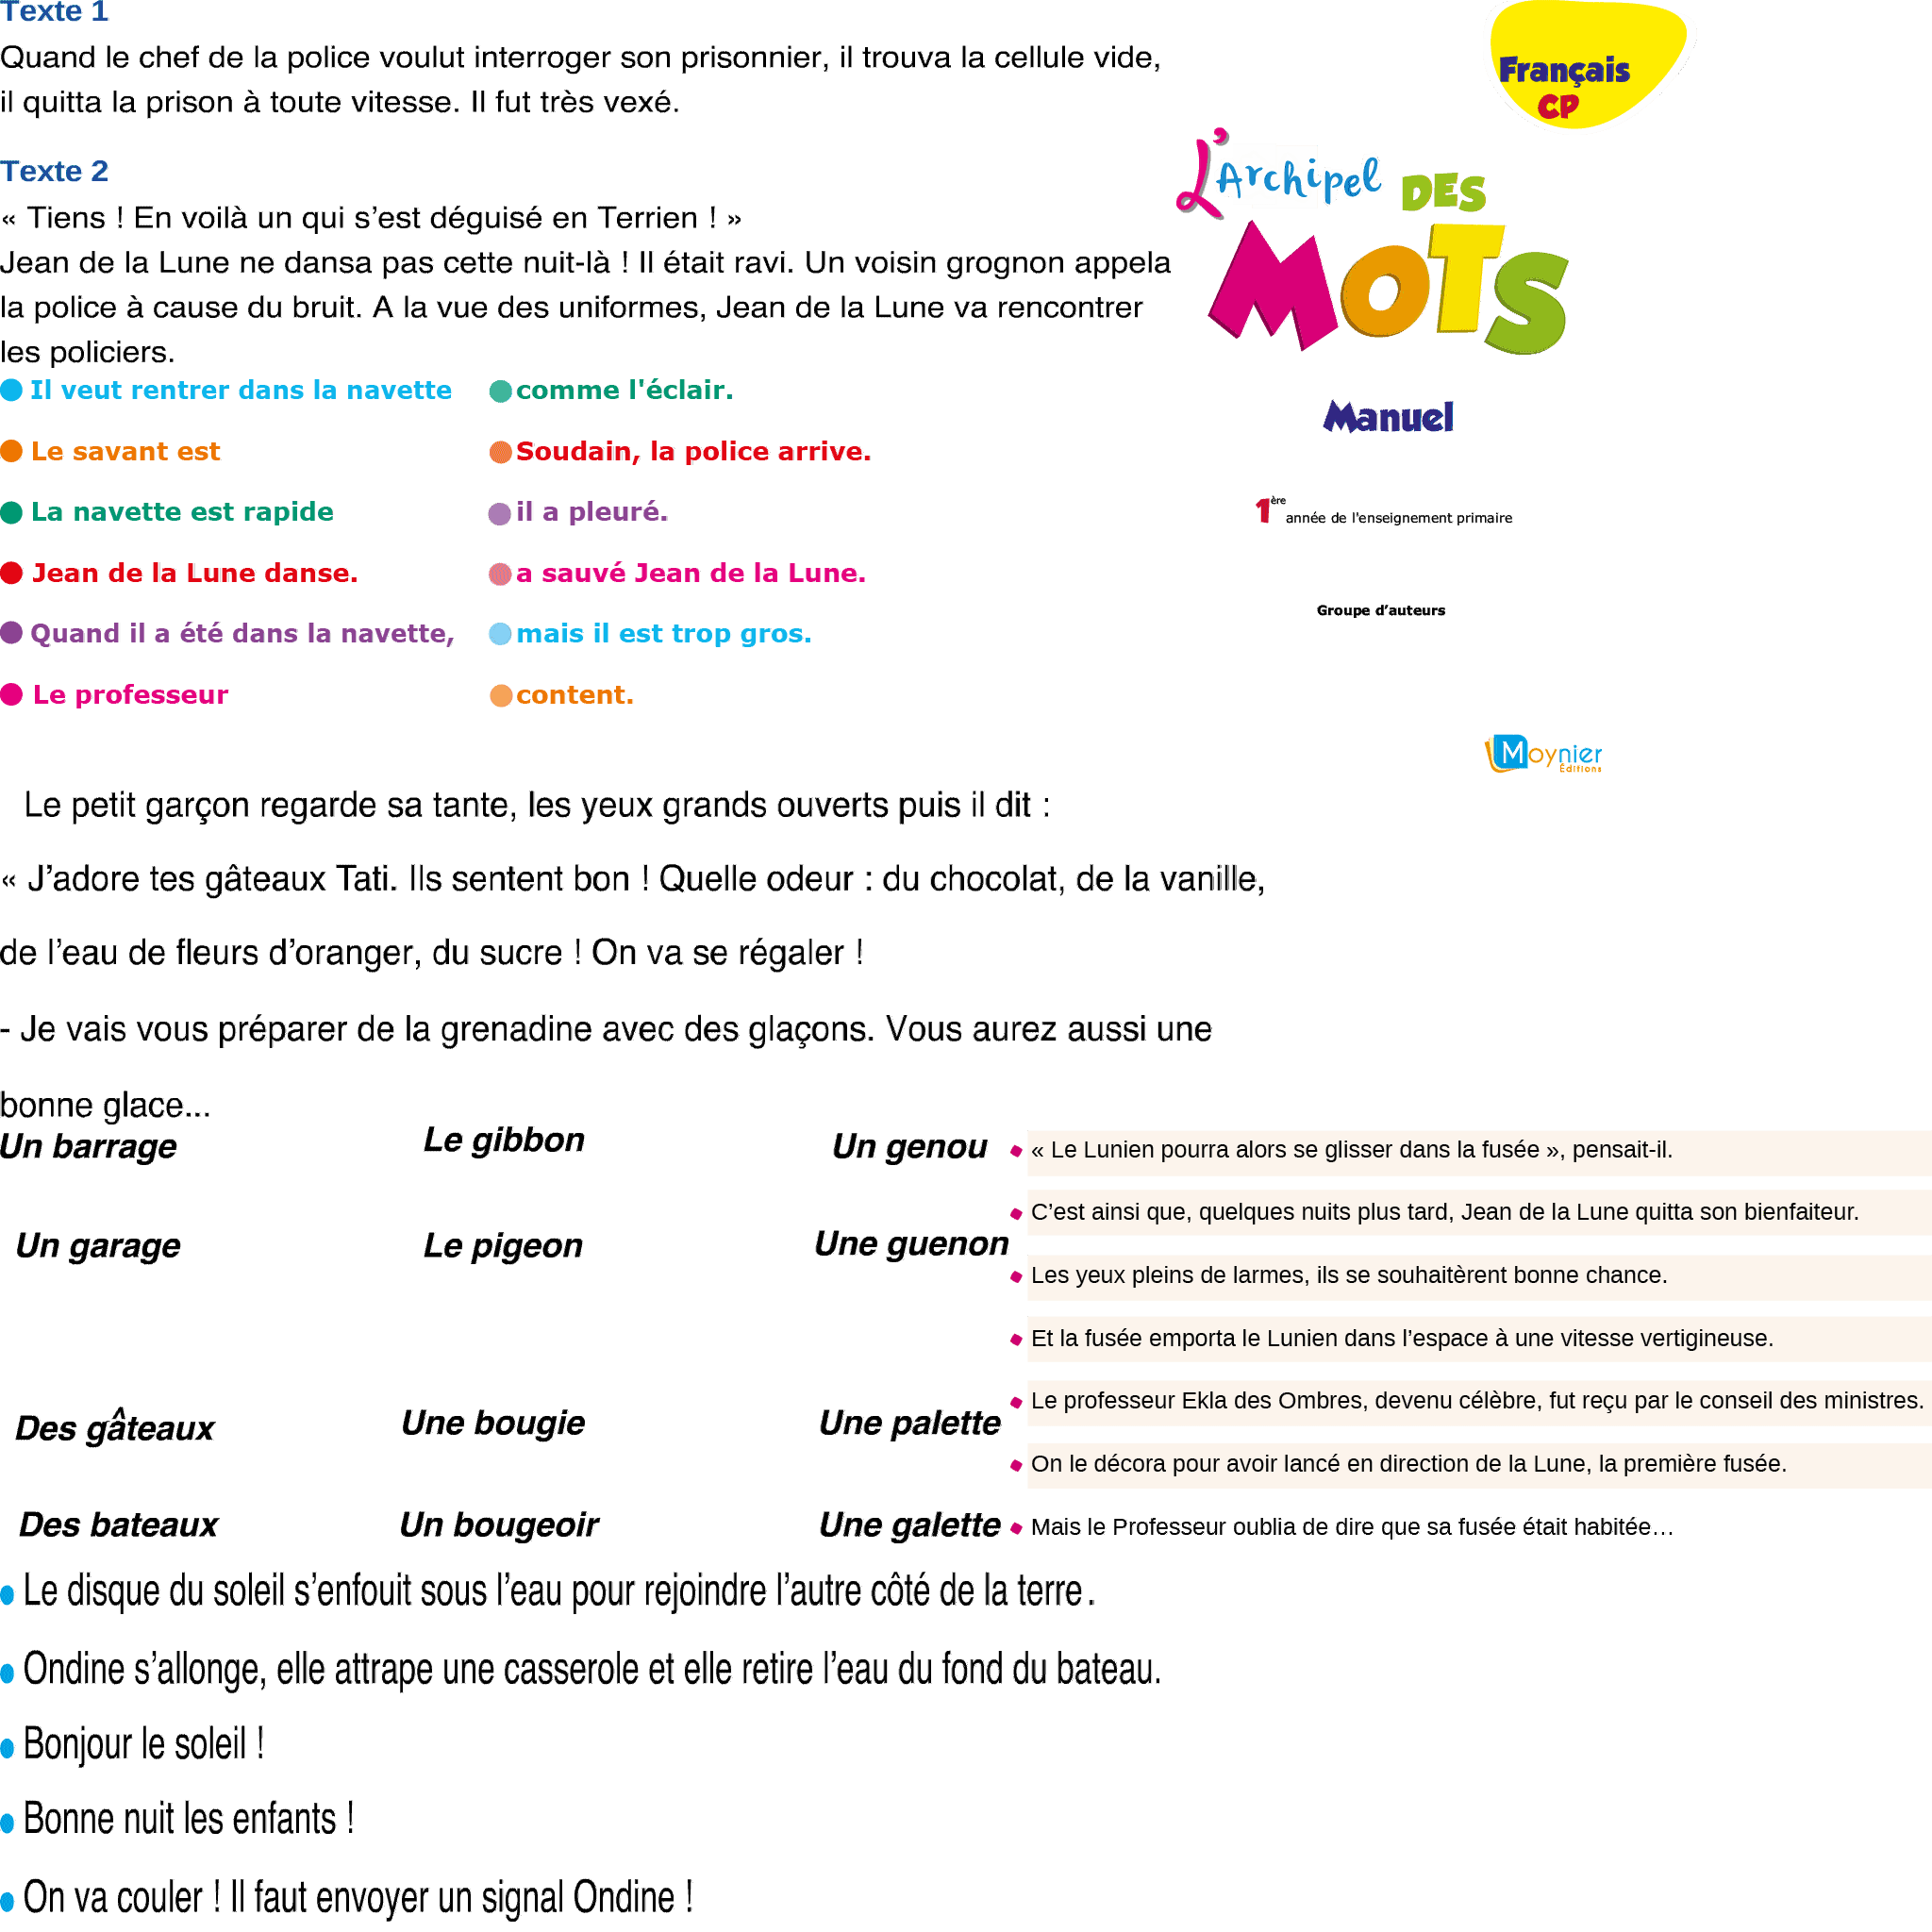 Texte 1
Quand le chef de la police voulut interroger son prisonnier, il trouva la cellule vide,
il quitta la prison à toute vitesse. Il fut très vexé.
Texte 2
« Tiens ! En voilà un qui s’est déguisé en Terrien ! »
Jean de la Lune ne dansa pas cette nuit-là ! Il était ravi. Un voisin grognon appela
la police à cause du bruit. A la vue des uniformes, Jean de la Lune va rencontrer
les policiers.
Français
CP
L’Archipel DES
MOTS
Manuel
1ère année de l'enseignement primaire
Groupe d’auteurs
Moynier
Éditions
Il veut rentrer dans la navette
comme l'éclair.
Le savant est
Soudain, la police arrive.
La navette est rapide
il a pleuré.
Jean de la Lune danse.
a sauvé Jean de la Lune.
Quand il a été dans la navette,
mais il est trop gros.
Le professeur
content.
Le petit garçon regarde sa tante, les yeux grands ouverts puis il dit :
« J’adore tes gâteaux Tati. Ils sentent bon ! Quelle odeur : du chocolat, de la vanille,
de l’eau de fleurs d’oranger, du sucre ! On va se régaler !
- Je vais vous préparer de la grenadine avec des glaçons. Vous aurez aussi une
bonne glace...
Un barrage
Le gibbon
Un genou
Un garage
Le pigeon
Une guenon
Des gâteaux
Une bougie
Une palette
Des bateaux
Un bougeoir
Une galette
« Le Lunien pourra alors se glisser dans la fusée », pensait-il.
C’est ainsi que, quelques nuits plus tard, Jean de la Lune quitta son bienfaiteur.
Les yeux pleins de larmes, ils se souhaitèrent bonne chance.
Et la fusée emporta le Lunien dans l’espace à une vitesse vertigineuse.
Le professeur Ekla des Ombres, devenu célèbre, fut reçu par le conseil des ministres.
On le décora pour avoir lancé en direction de la Lune, la première fusée.
Mais le Professeur oublia de dire que sa fusée était habitée…
Le disque du soleil s’enfouit sous l’eau pour rejoindre l’autre côté de la terre.
Ondine s’allonge, elle attrape une casserole et elle retire l’eau du fond du bateau.
Bonjour le soleil !
Bonne nuit les enfants !
On va couler ! Il faut envoyer un signal Ondine !